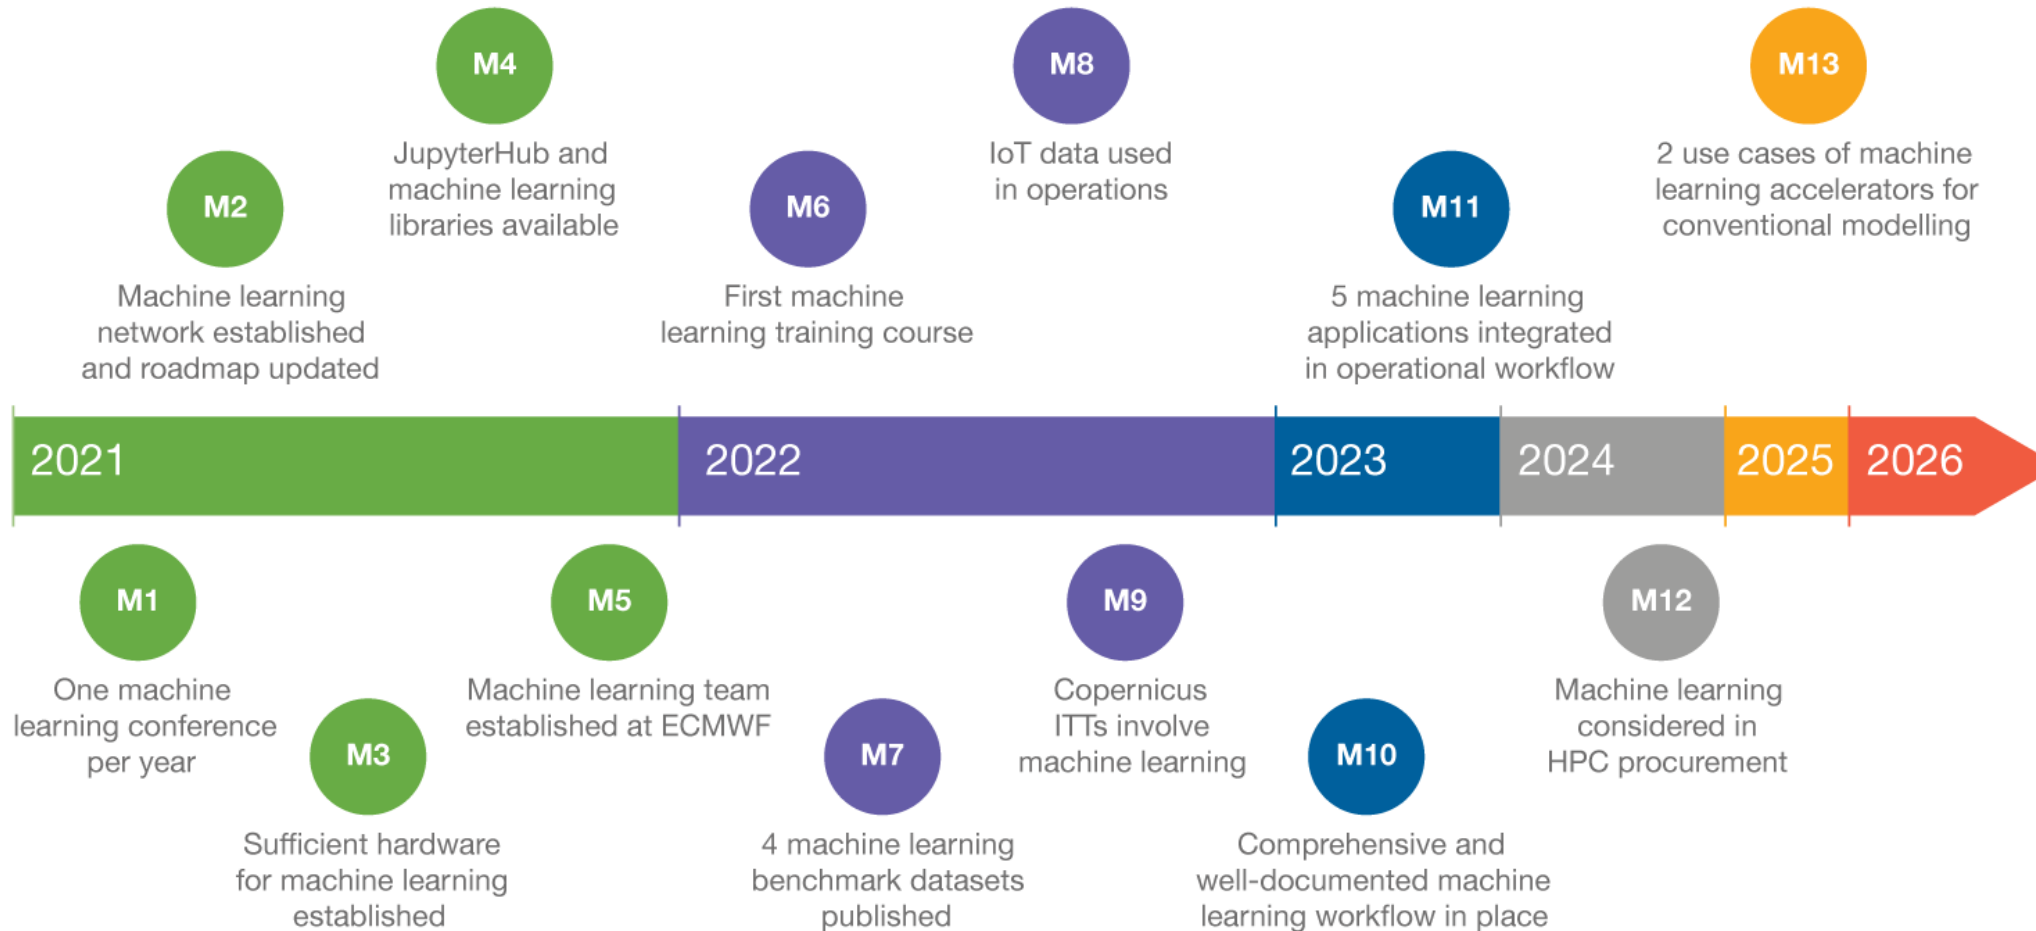 M4
JupyterHub and
machine learning
libraries available
M8
IoT data used
in operations
M13
2 use cases of machine
learning accelerators for
conventional modelling
M2
Machine learning
network established
and roadmap updated
M6
First machine
learning training course
M11
5 machine learning
applications integrated
in operational workflow
2021
2022
2023
2024
2025
2026
M1
One machine
learning conference
per year
M5
Machine learning team
established at ECMWF
M9
Copernicus
ITTs involve
machine learning
M12
Machine learning
considered in
HPC procurement
M3
Sufficient hardware
for machine learning
established
M7
4 machine learning
benchmark datasets
published
M10
Comprehensive and
well-documented machine
learning workflow in place